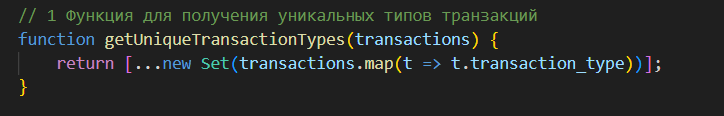 // 1 Функция для получения уникальных типов транзакций
function getUniqueTransactionTypes(transactions) {
    return [...new Set(transactions.map(t => t.transaction_type))];
}